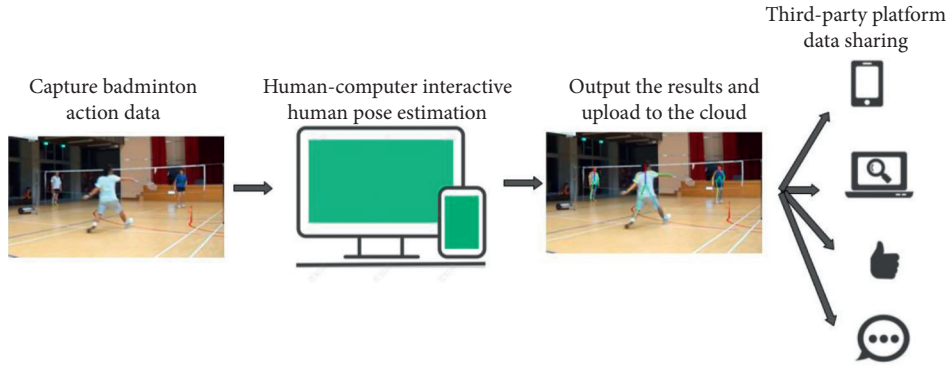 Capture badminton
action data
Human-computer interactive
human pose estimation
Output the results and
upload to the cloud
Third-party platform
data sharing